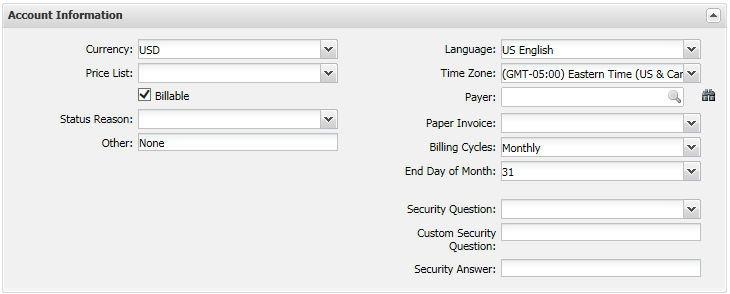 Account Information
Currency: USD
Price List:
Billable
Status Reason:
Other: None
Language: US English
Time Zone: (GMT-05:00) Eastern Time (US & Car
Payer:
Paper Invoice:
Billing Cycles: Monthly
End Day of Month: 31
Security Question:
Custom Security
Question:
Security Answer: